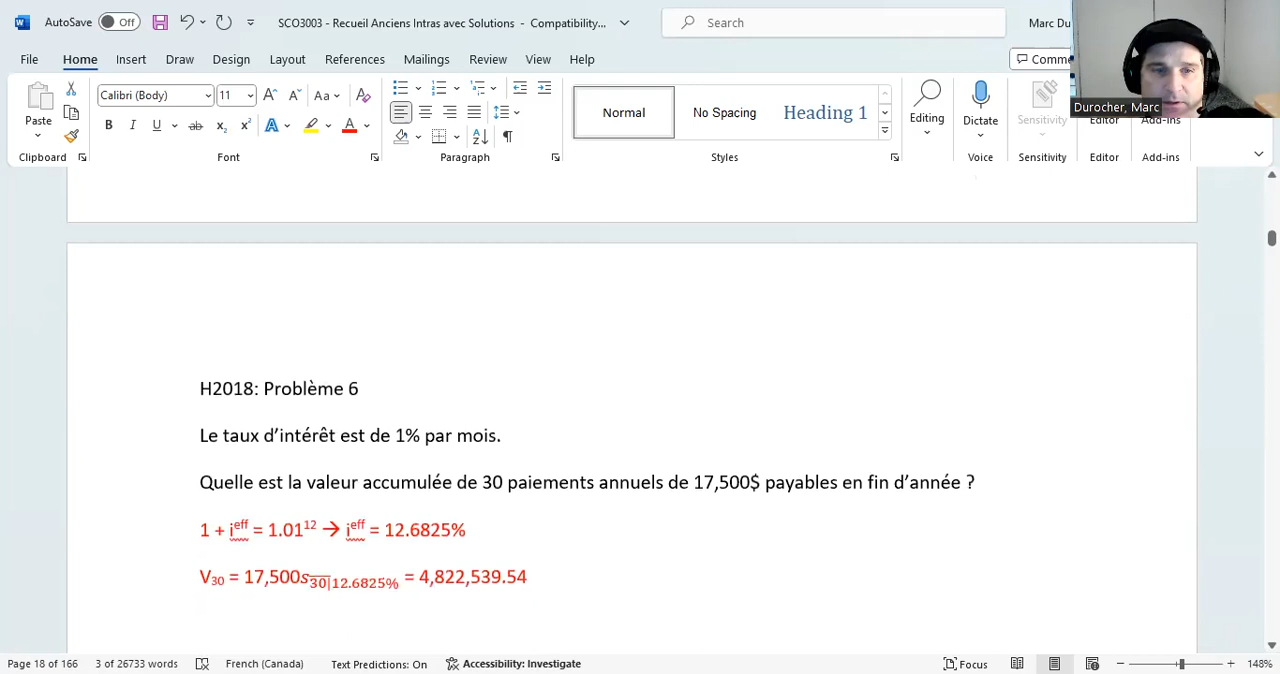 AutoSave Off SCO3003 - Recueil Anciens Intras avec Solutions - Compatibility... Search Marc Du
File Home Insert Draw Design Layout References Mailings Review View Help Comme
Durocher, Marc
Paste Calibri (Body) 11 Aa Normal No Spacing Heading 1 Editing Dictate Sensitivity Editor Add-ins
B I U ab x₂ x² A A
Clipboard Font Paragraph Styles Voice Sensitivity Editor Add-ins
H2018: Problème 6
Le taux d’intérêt est de 1% par mois.
Quelle est la valeur accumulée de 30 paiements annuels de 17,500$ payables en fin d’année ?
1 + i^eff = 1.01^12 → i^eff = 12.6825%
V₃₀ = 17,500s30|12.6825% = 4,822,539.54
Page 18 of 166 3 of 26733 words French (Canada) Text Predictions: On Accessibility: Investigate Focus 148%